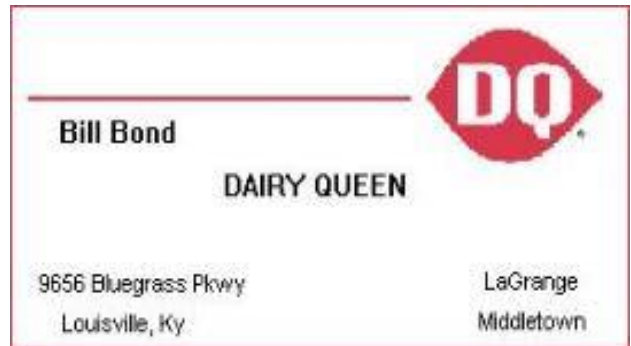 DQ
Bill Bond
DAIRY QUEEN
9656 Bluegrass Pkwy
Louisville, Ky
LaGrange
Middletown